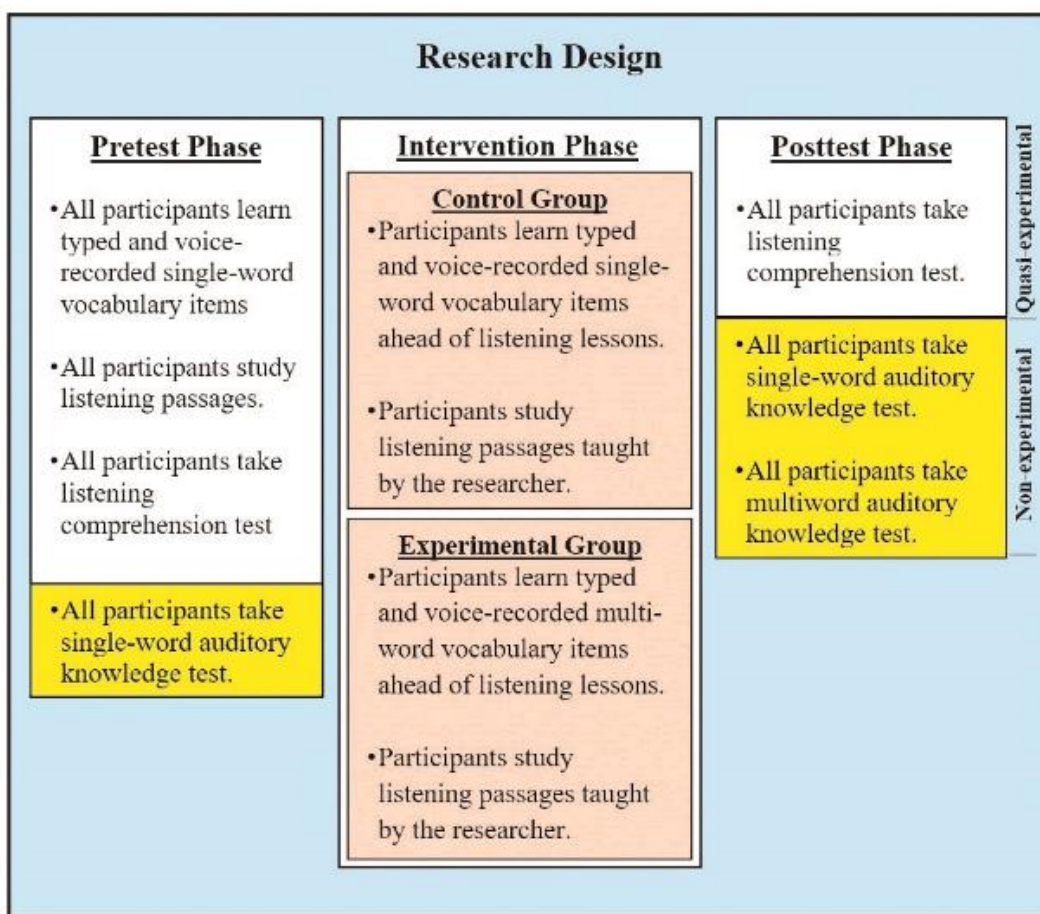 Research Design
Pretest Phase
•All participants learn
typed and voice-
recorded single-word
vocabulary items
•All participants study
listening passages.
•All participants take
listening
comprehension test
•All participants take
single-word auditory
knowledge test.
Intervention Phase
Control Group
•Participants learn typed
and voice-recorded single-
word vocabulary items
ahead of listening lessons.
•Participants study
listening passages taught
by the researcher.
Experimental Group
•Participants learn typed
and voice-recorded multi-
word vocabulary items
ahead of listening lessons.
•Participants study
listening passages taught
by the researcher.
Posttest Phase
•All participants take
listening
comprehension test.
•All participants take
single-word auditory
knowledge test.
•All participants take
multiword auditory
knowledge test.
Quasi-experimental
Non-experimental